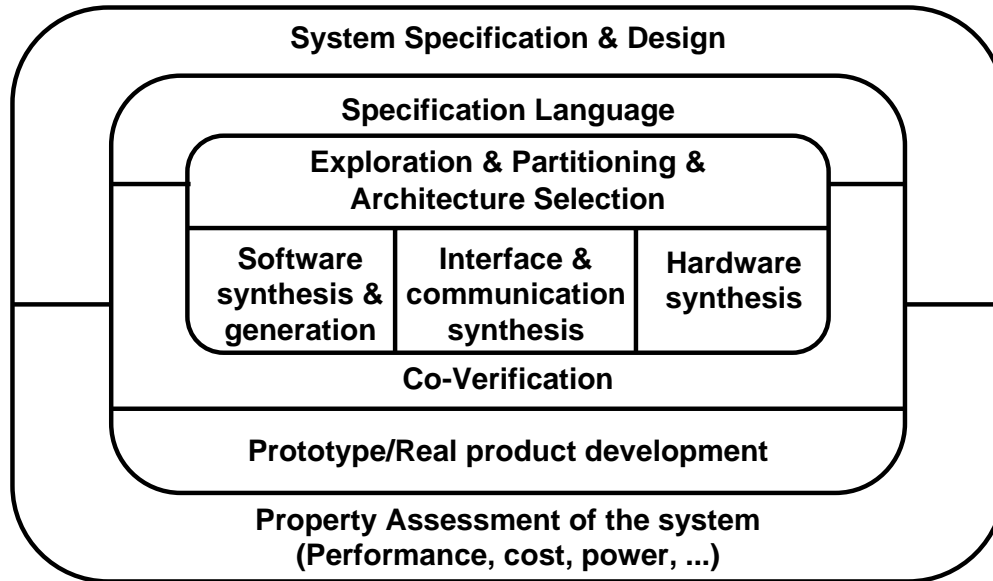 System Specification & Design
Specification Language
Exploration & Partitioning &
Architecture Selection
Software
synthesis &
generation
Interface &
communication
synthesis
Hardware
synthesis
Co-Verification
Prototype/Real product development
Property Assessment of the system
(Performance, cost, power, ...)